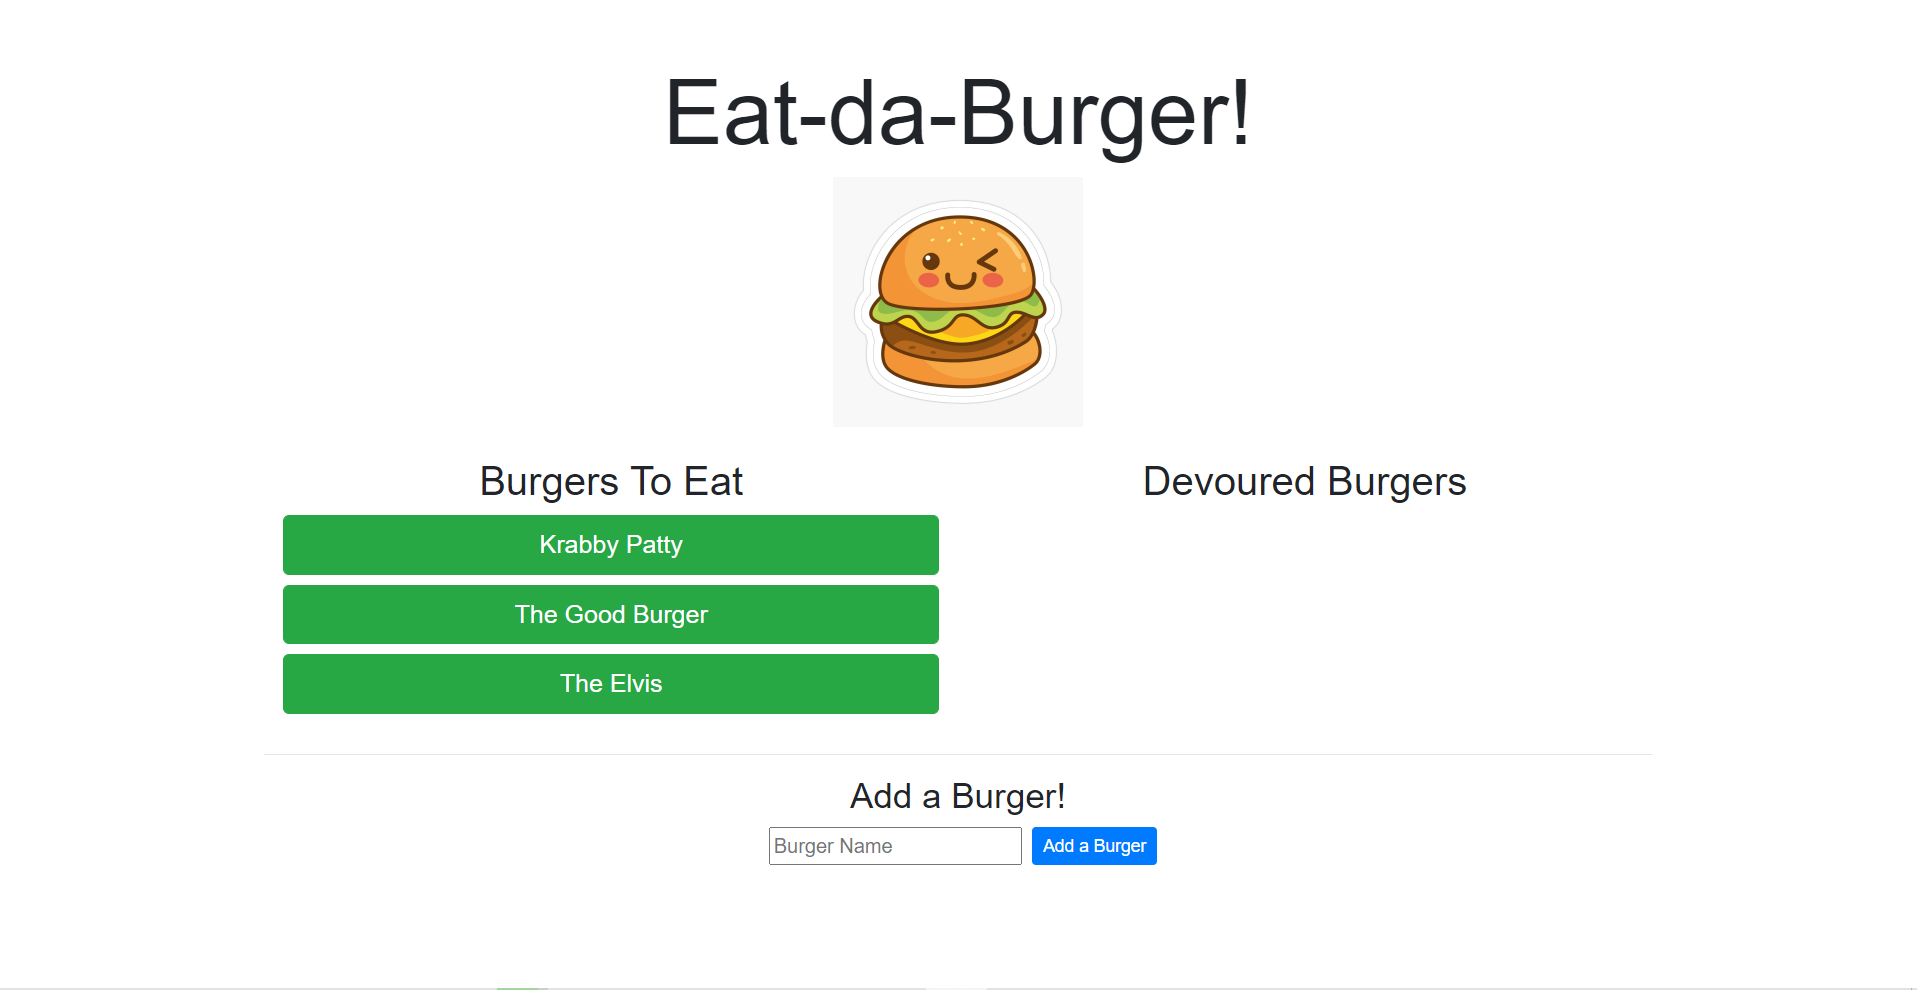 Eat-da-Burger!
Burgers To Eat
Krabby Patty
The Good Burger
The Elvis
Devoured Burgers
Add a Burger!
Burger Name
Add a Burger